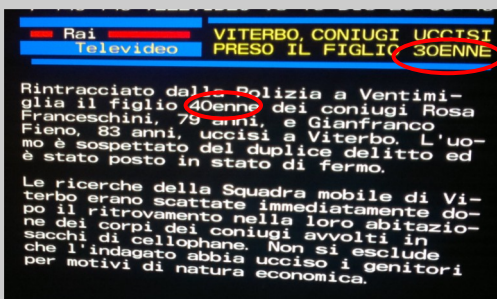 Rai
Televideo
VITERBO,CONIUGI UCCISI
PRESO IL FIGLIO 30ENNE
Rintracciato dalla Polizia a Ventimi-
glia il figlio 40enne dei coniugi Rosa
Franceschini, 79 anni, e Gianfranco
Fieno, 83 anni, uccisi a Viterbo. L'uo-
mo è sospettato del duplice delitto ed
è stato posto in stato di fermo.
Le ricerche della Squadra mobile di Vi-
terbo erano scattate immediatamente do-
po il ritrovamento nella loro abitazio-
ne dei corpi dei coniugi avvolti in
sacchi di cellophane. Non si esclude
che l'indagato abbia ucciso i genitori
per motivi di natura economica.